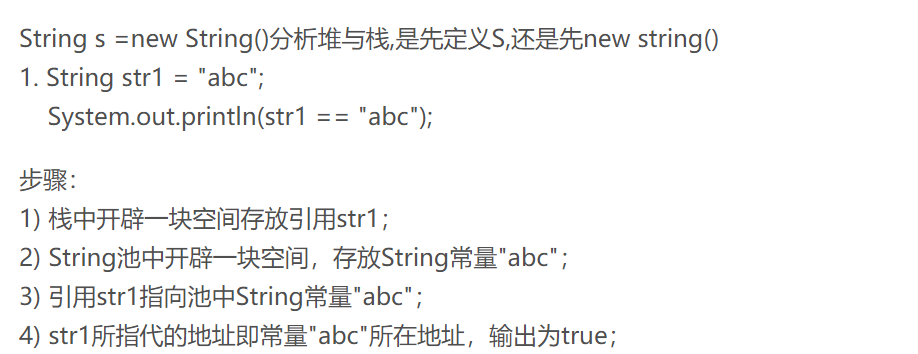 String s =new String()分析堆与栈,是先定义S,还是先new string()
1. String str1 = "abc";
System.out.println(str1 == "abc");
步骤：
1) 栈中开辟一块空间存放引用str1；
2) String池中开辟一块空间，存放String常量"abc"；
3) 引用str1指向池中String常量"abc"；
4) str1所指代的地址即常量"abc"所在地址，输出为true；